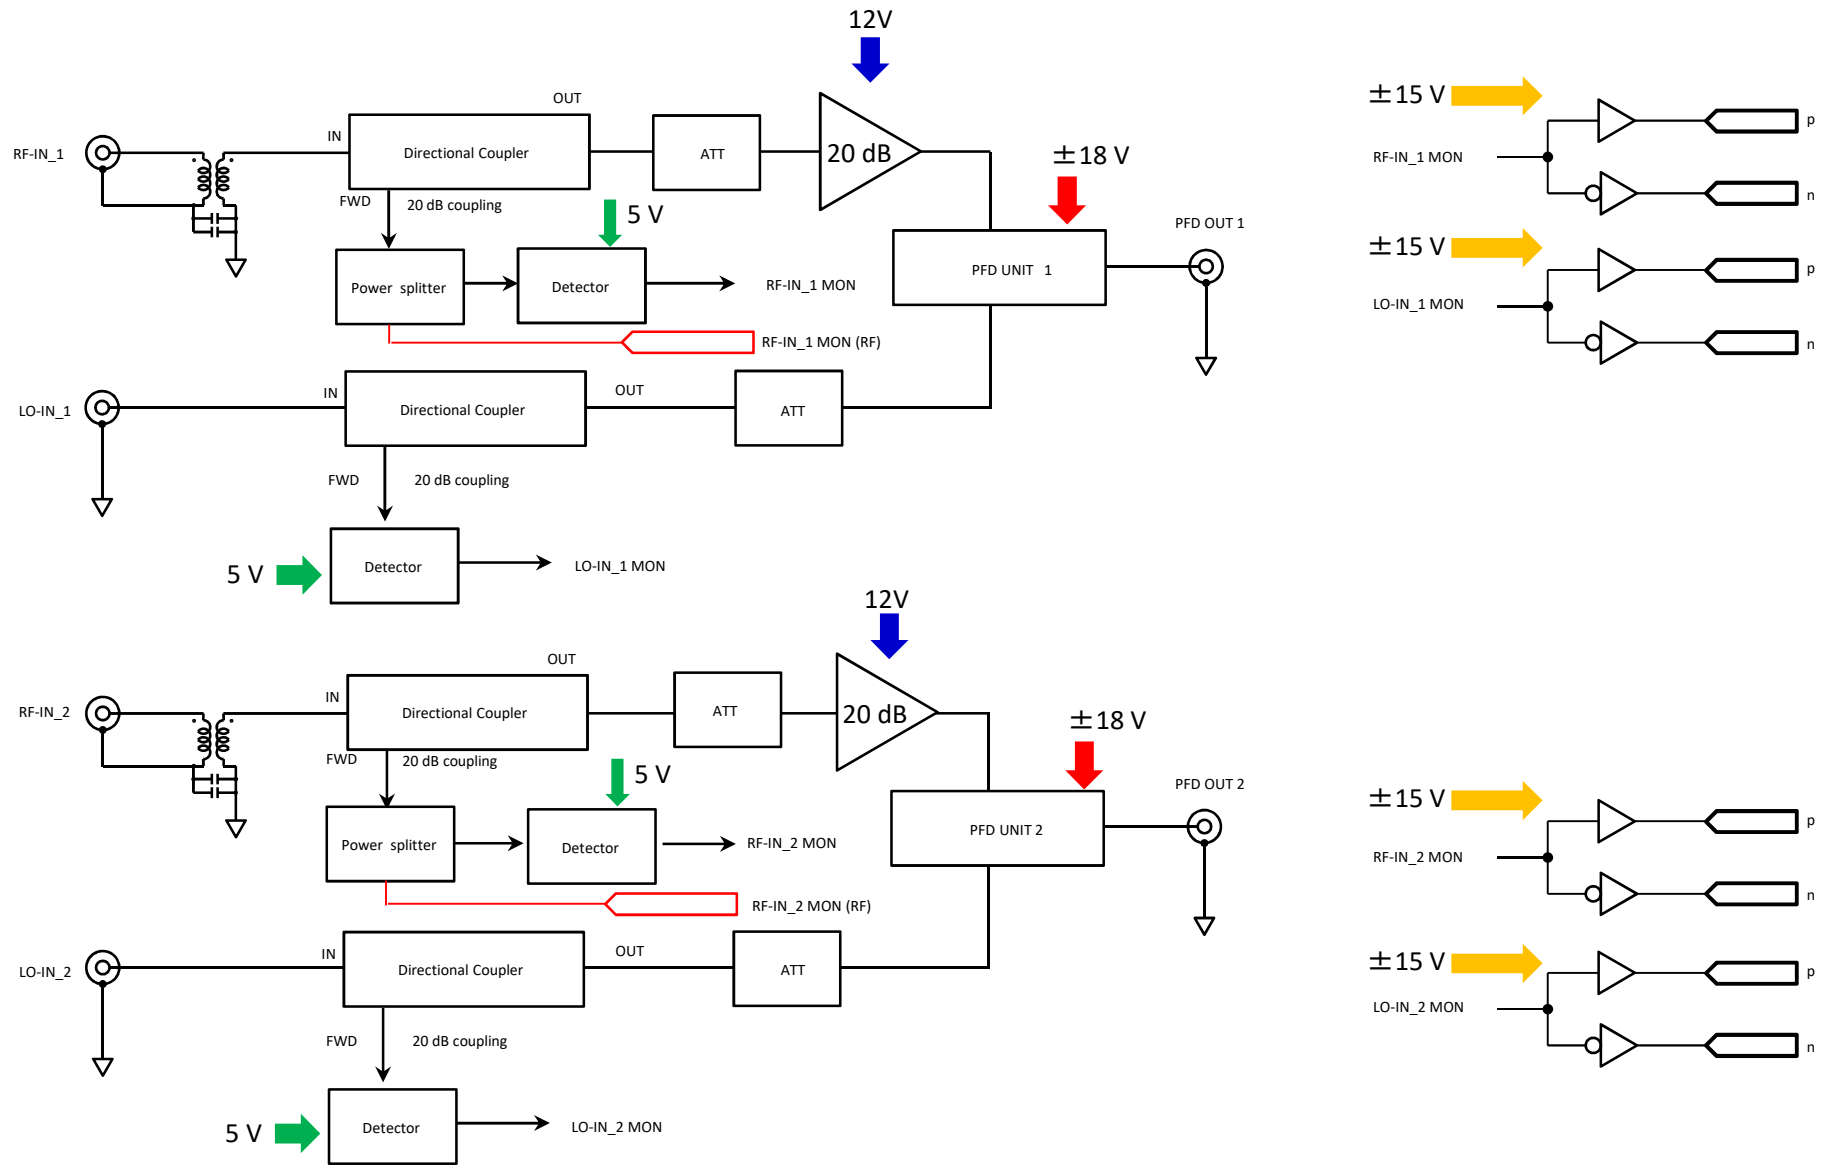 12V
OUT
±15 V
RF-IN_1
IN
Directional Coupler
ATT
20 dB
±18 V
RF-IN_1 MON
p
n
FWD
20 dB coupling
5 V
PFD OUT 1
±15 V
Power splitter
Detector
RF-IN_1 MON
PFD UNIT 1
p
LO-IN_1 MON
n
RF-IN_1 MON (RF)
LO-IN_1
IN
Directional Coupler
OUT
ATT
FWD
20 dB coupling
5 V
Detector
LO-IN_1 MON
12V
OUT
RF-IN_2
IN
Directional Coupler
ATT
20 dB
±18 V
FWD
20 dB coupling
5 V
PFD OUT 2
±15 V
Power splitter
Detector
RF-IN_2 MON
PFD UNIT 2
p
RF-IN_2 MON
n
RF-IN_2 MON (RF)
LO-IN_2
IN
Directional Coupler
OUT
ATT
±15 V
p
LO-IN_2 MON
n
FWD
20 dB coupling
5 V
Detector
LO-IN_2 MON